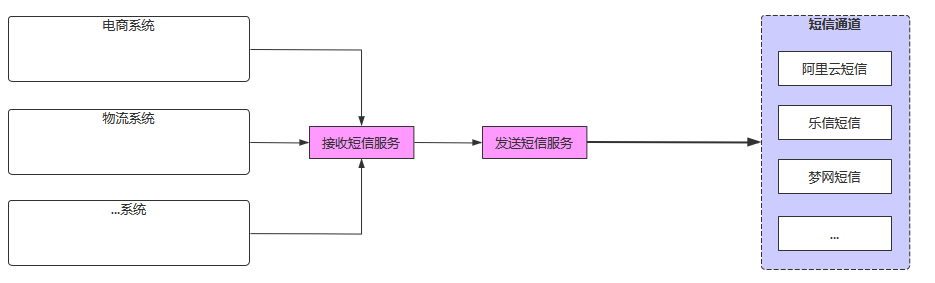 电商系统
物流系统
...系统
接收短信服务
发送短信服务
短信通道
阿里云短信
乐信短信
梦网短信
...